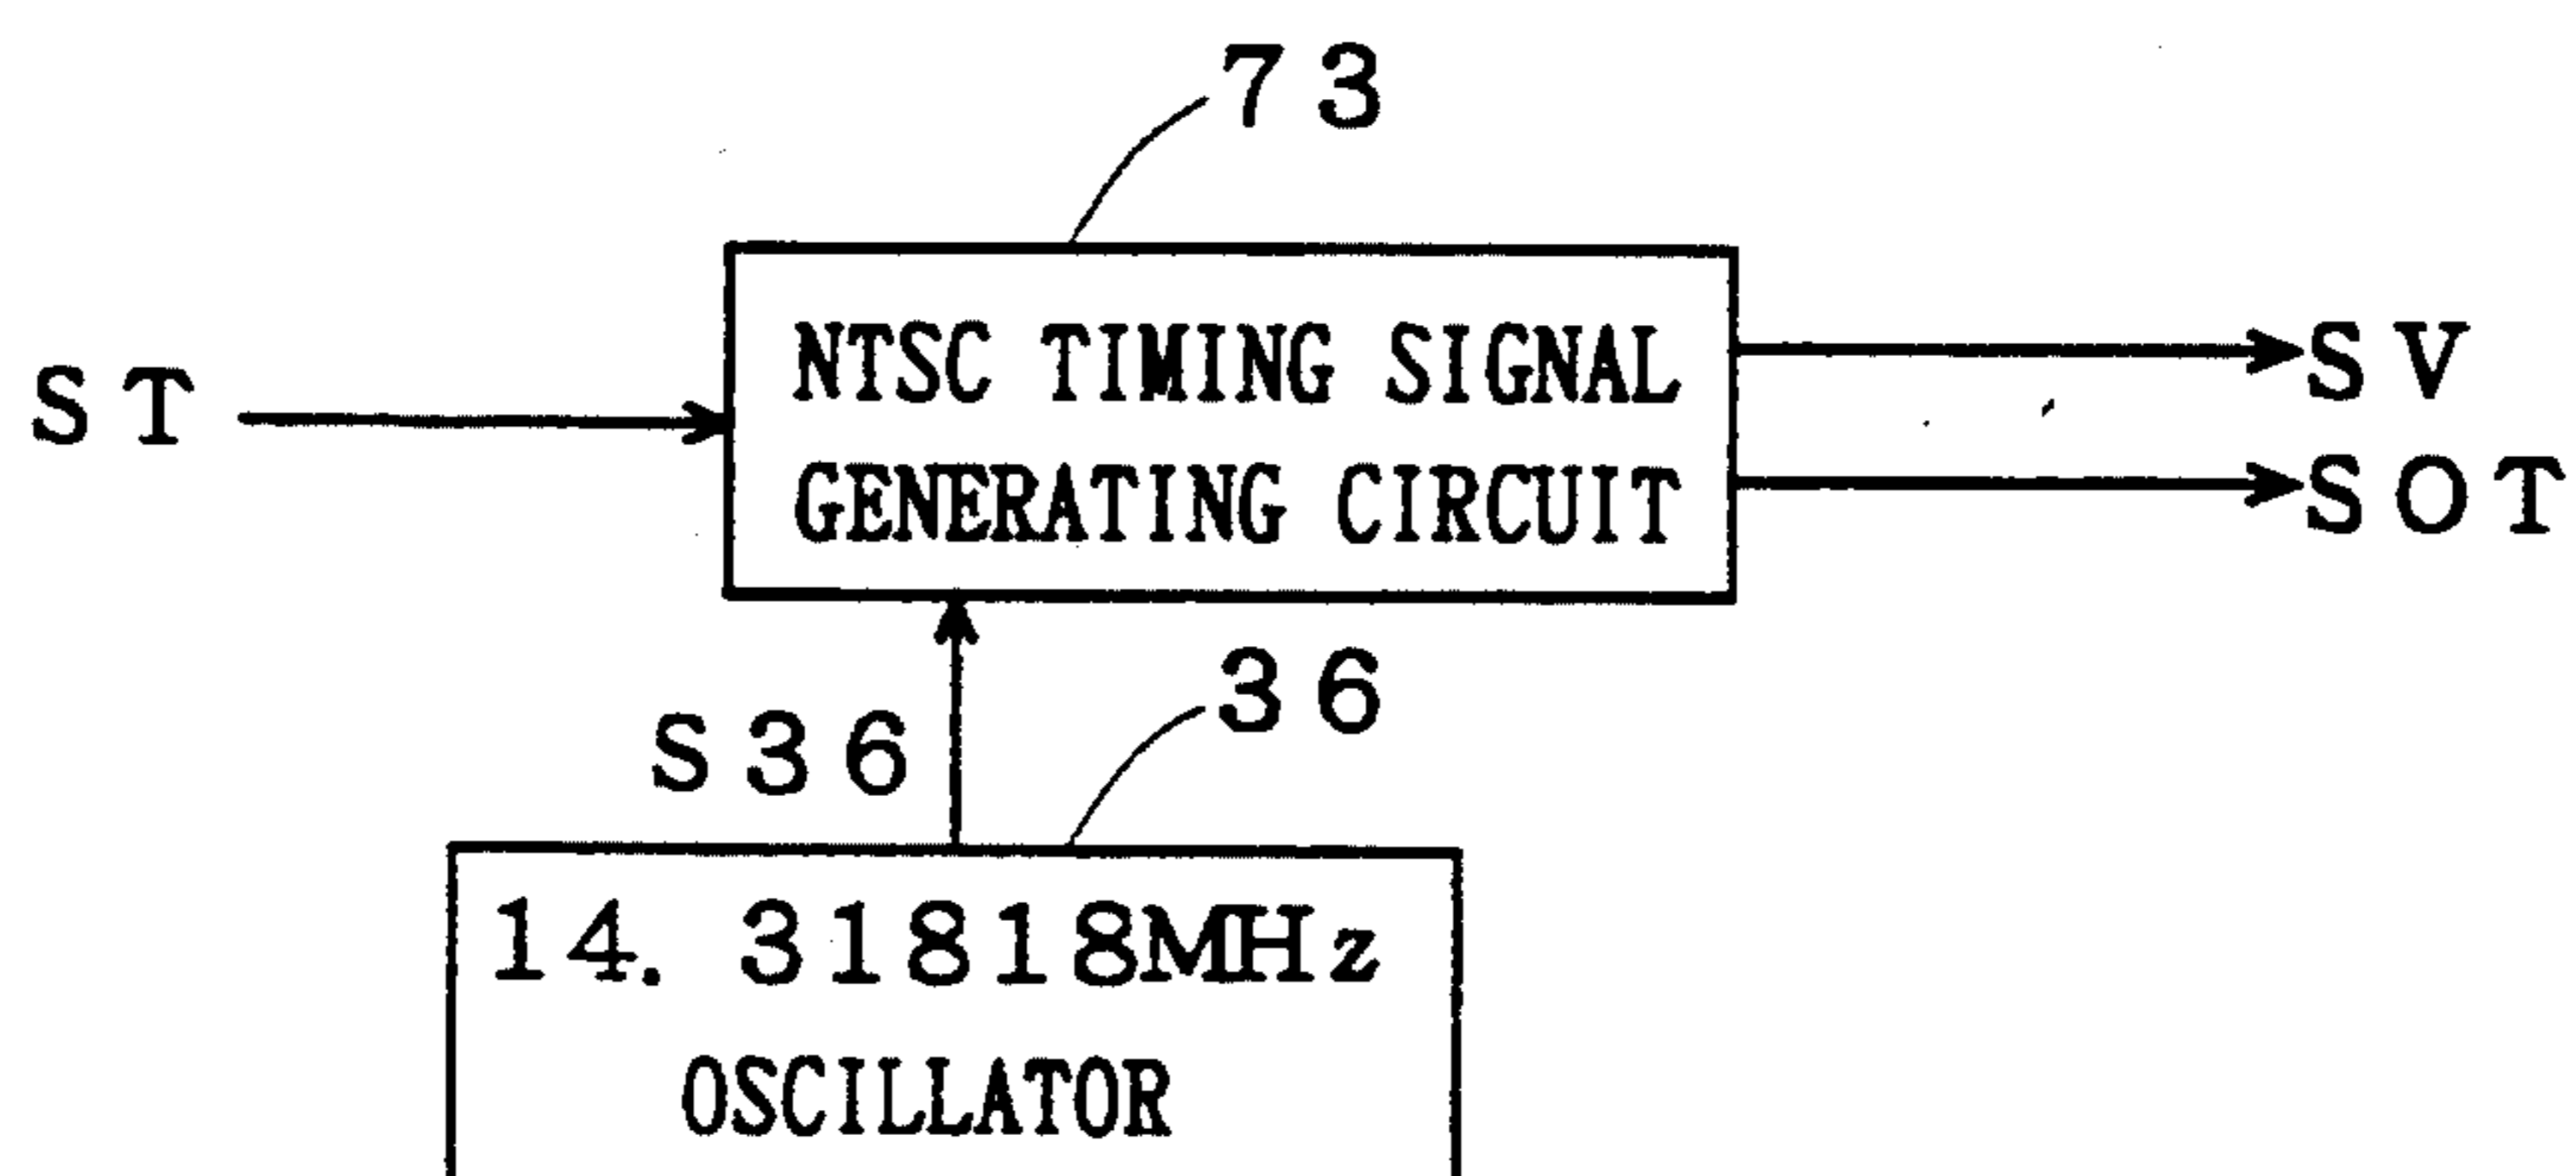 73
NTSC TIMING SIGNAL
GENERATING CIRCUIT
ST
SV
SOT
S36
36
14.31818MHz
OSCILLATOR